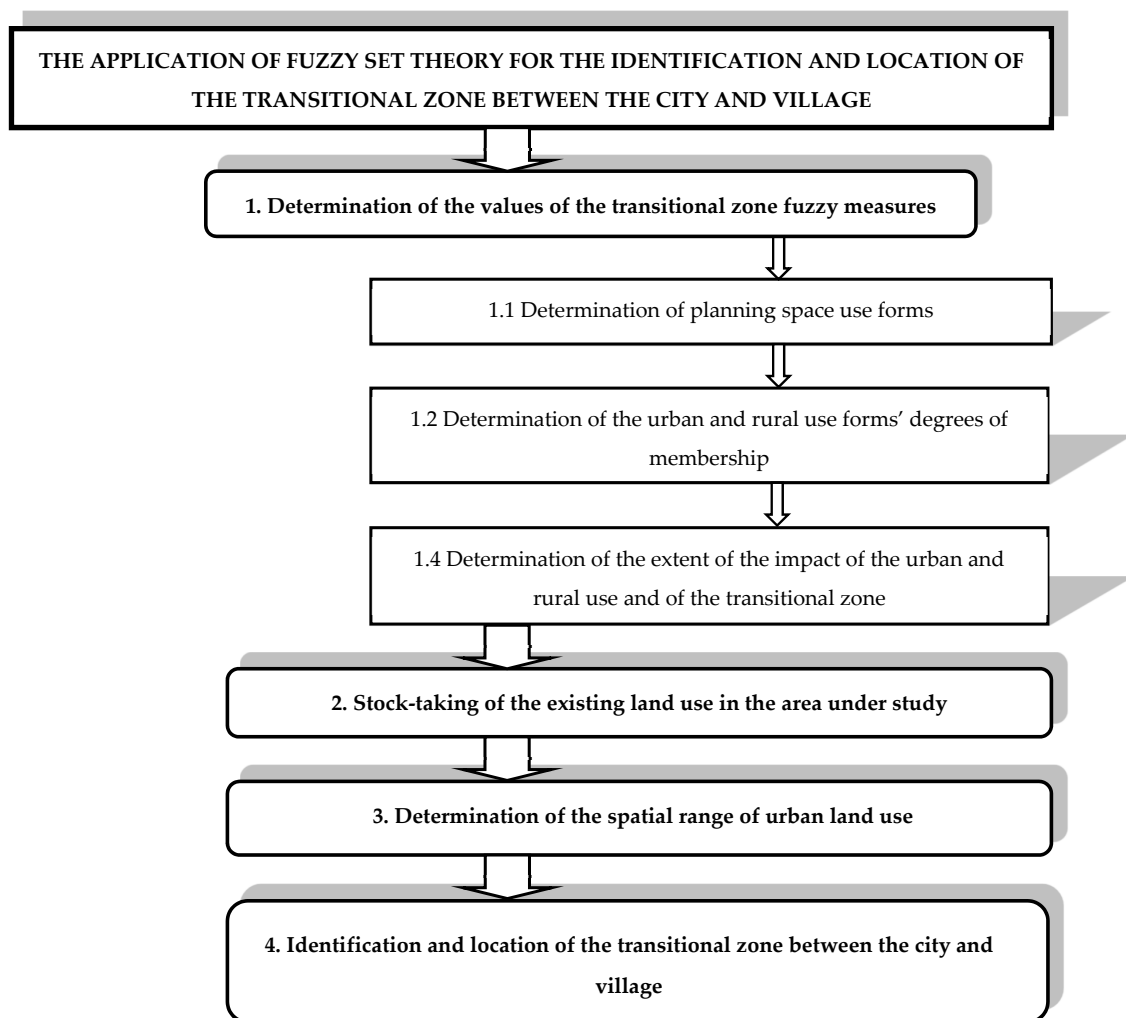 THE APPLICATION OF FUZZY SET THEORY FOR THE IDENTIFICATION AND LOCATION OF
THE TRANSITIONAL ZONE BETWEEN THE CITY AND VILLAGE
1. Determination of the values of the transitional zone fuzzy measures
1.1 Determination of planning space use forms
1.2 Determination of the urban and rural use forms’ degrees of
membership
1.4 Determination of the extent of the impact of the urban and
rural use and of the transitional zone
2. Stock-taking of the existing land use in the area under study
3. Determination of the spatial range of urban land use
4. Identification and location of the transitional zone between the city and
village